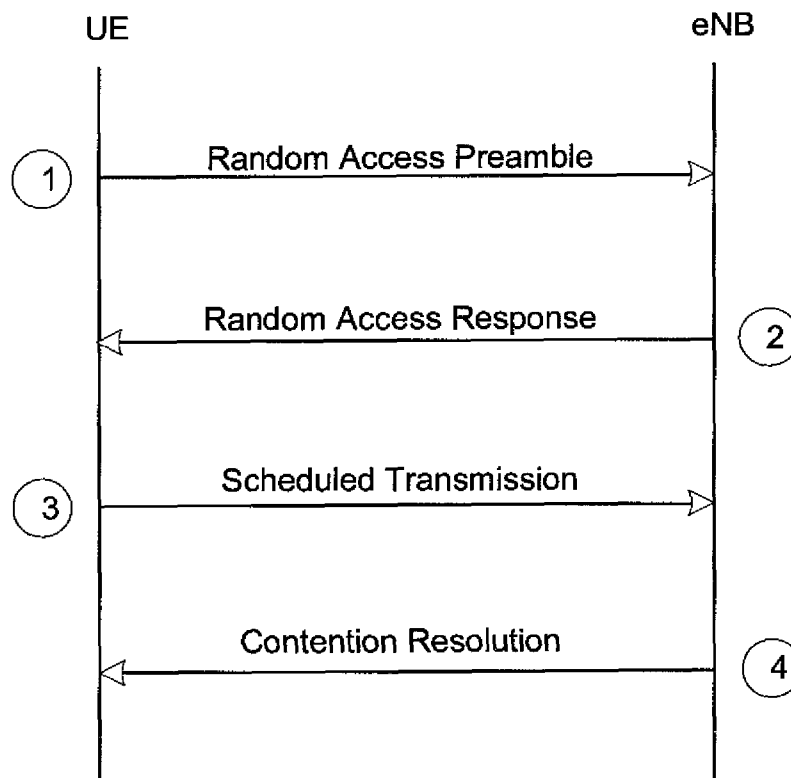 UE
eNB
Random Access Preamble
1
Random Access Response
2
Scheduled Transmission
3
Contention Resolution
4